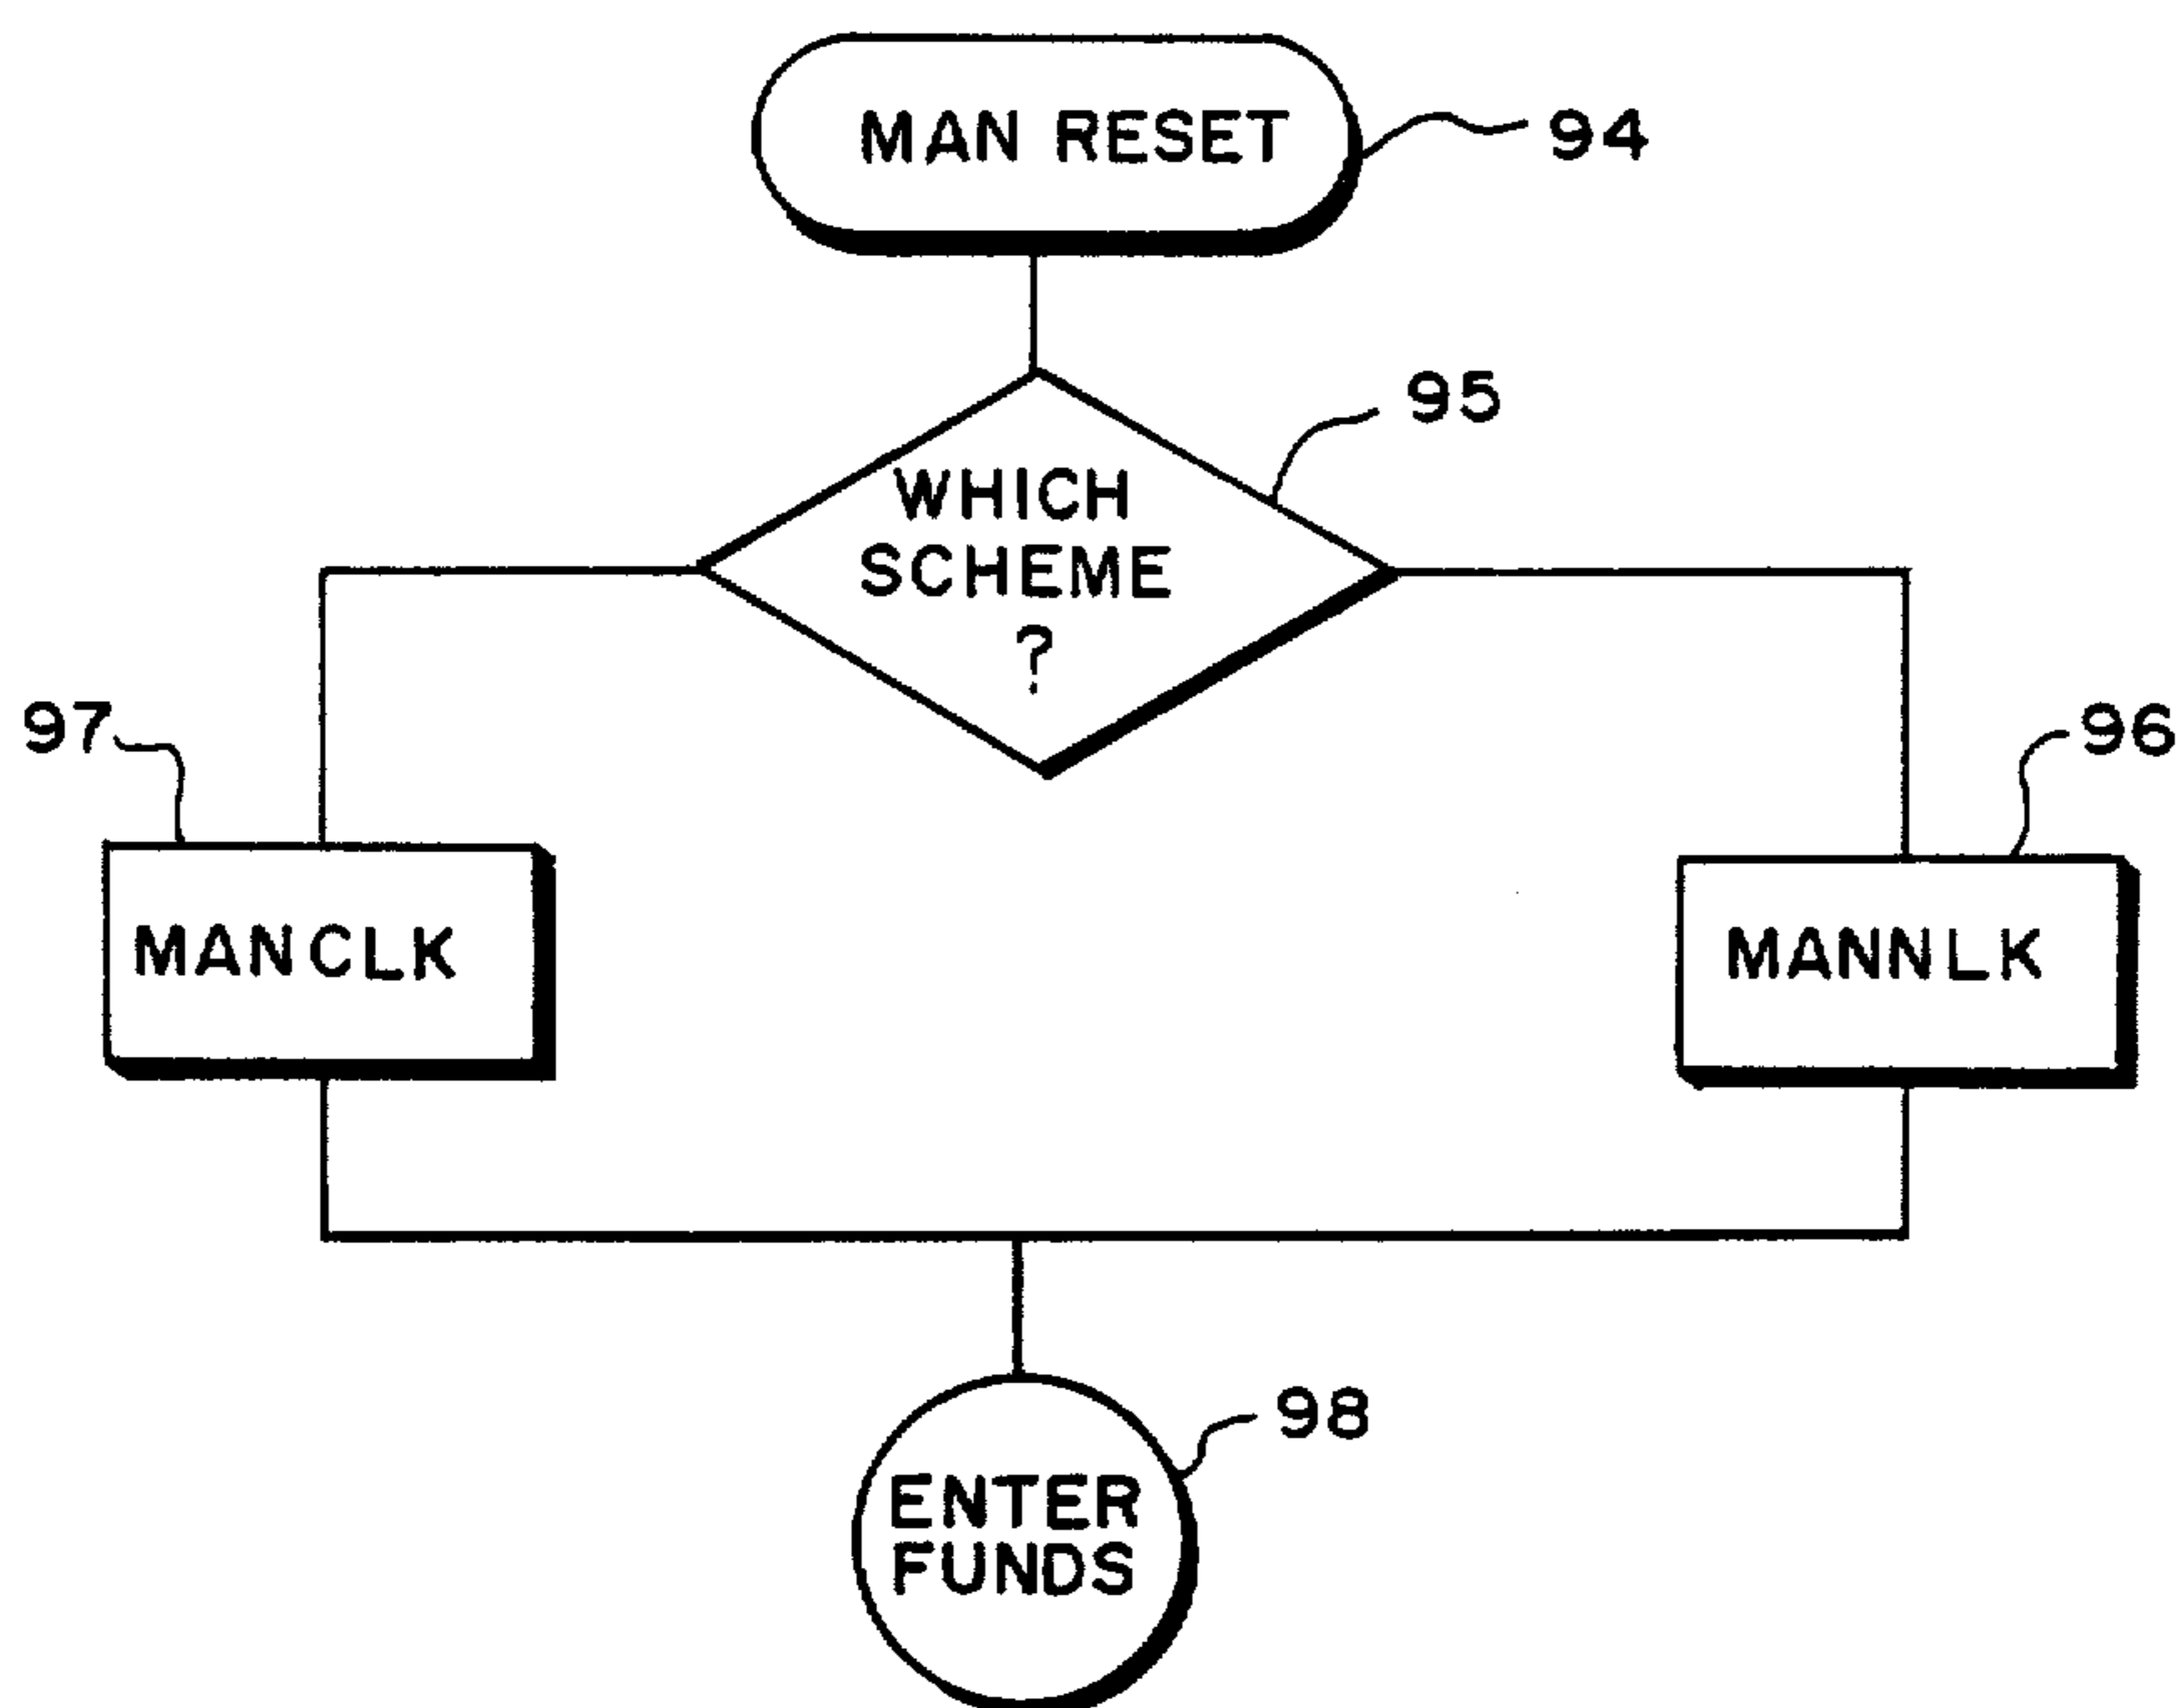 MAN RESET
94
95
WHICH
SCHEME
?
97
96
MANCLK
MANNLK
98
ENTER
FUNDS